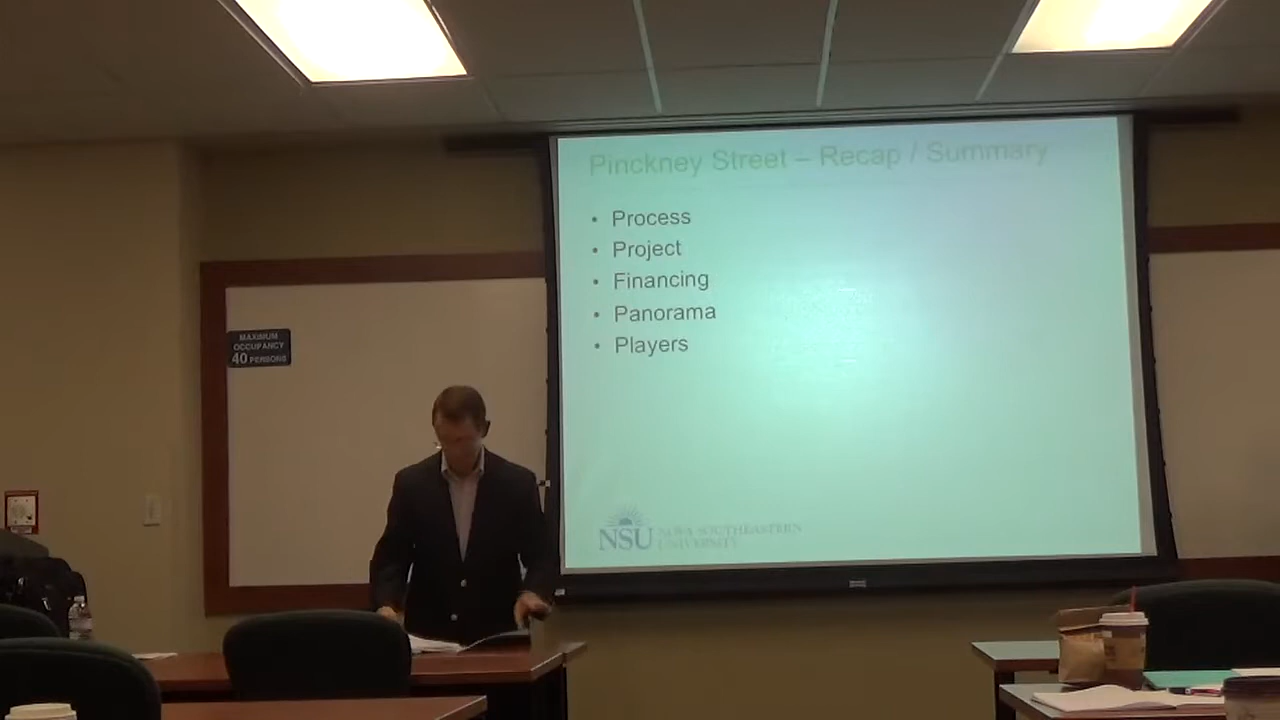 Pinckney Street – Recap / Summary
• Process
• Project
• Financing
• Panorama
• Players
MAXIMUM
OCCUPANCY
40 PERSONS
NSU NOVA SOUTHEASTERN
UNIVERSITY